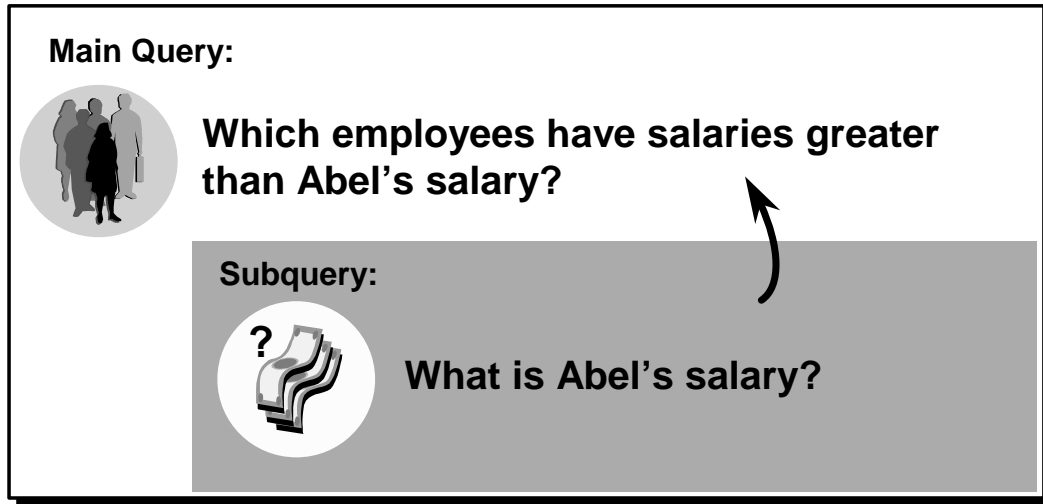 Main Query:
Which employees have salaries greater
than Abel’s salary?
Subquery:
?
What is Abel’s salary?